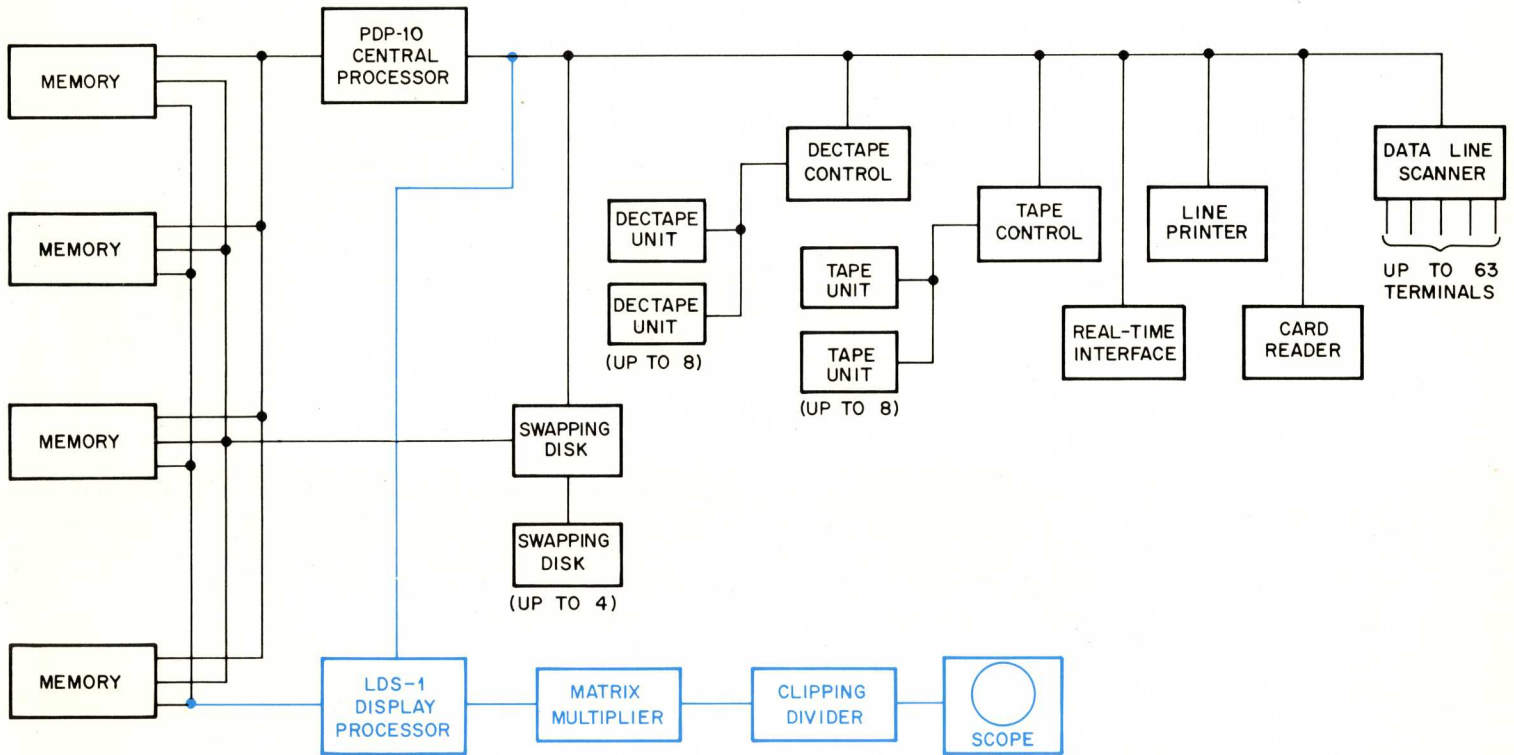 PDP-10
CENTRAL
PROCESSOR
MEMORY
MEMORY
MEMORY
MEMORY
DECTAPE
CONTROL
DECTAPE
UNIT
DECTAPE
UNIT
(UP TO 8)
TAPE
CONTROL
TAPE
UNIT
TAPE
UNIT
(UP TO 8)
REAL-TIME
INTERFACE
LINE
PRINTER
CARD
READER
DATA LINE
SCANNER
UP TO 63
TERMINALS
SWAPPING
DISK
SWAPPING
DISK
(UP TO 4)
LDS-1
DISPLAY
PROCESSOR
MATRIX
MULTIPLIER
CLIPPING
DIVIDER
SCOPE